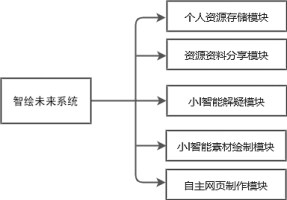 个人资源存储模块
资源资料分享模块
智绘未来系统
小I智能解疑模块
小I智能素材绘制模块
自主网页制作模块